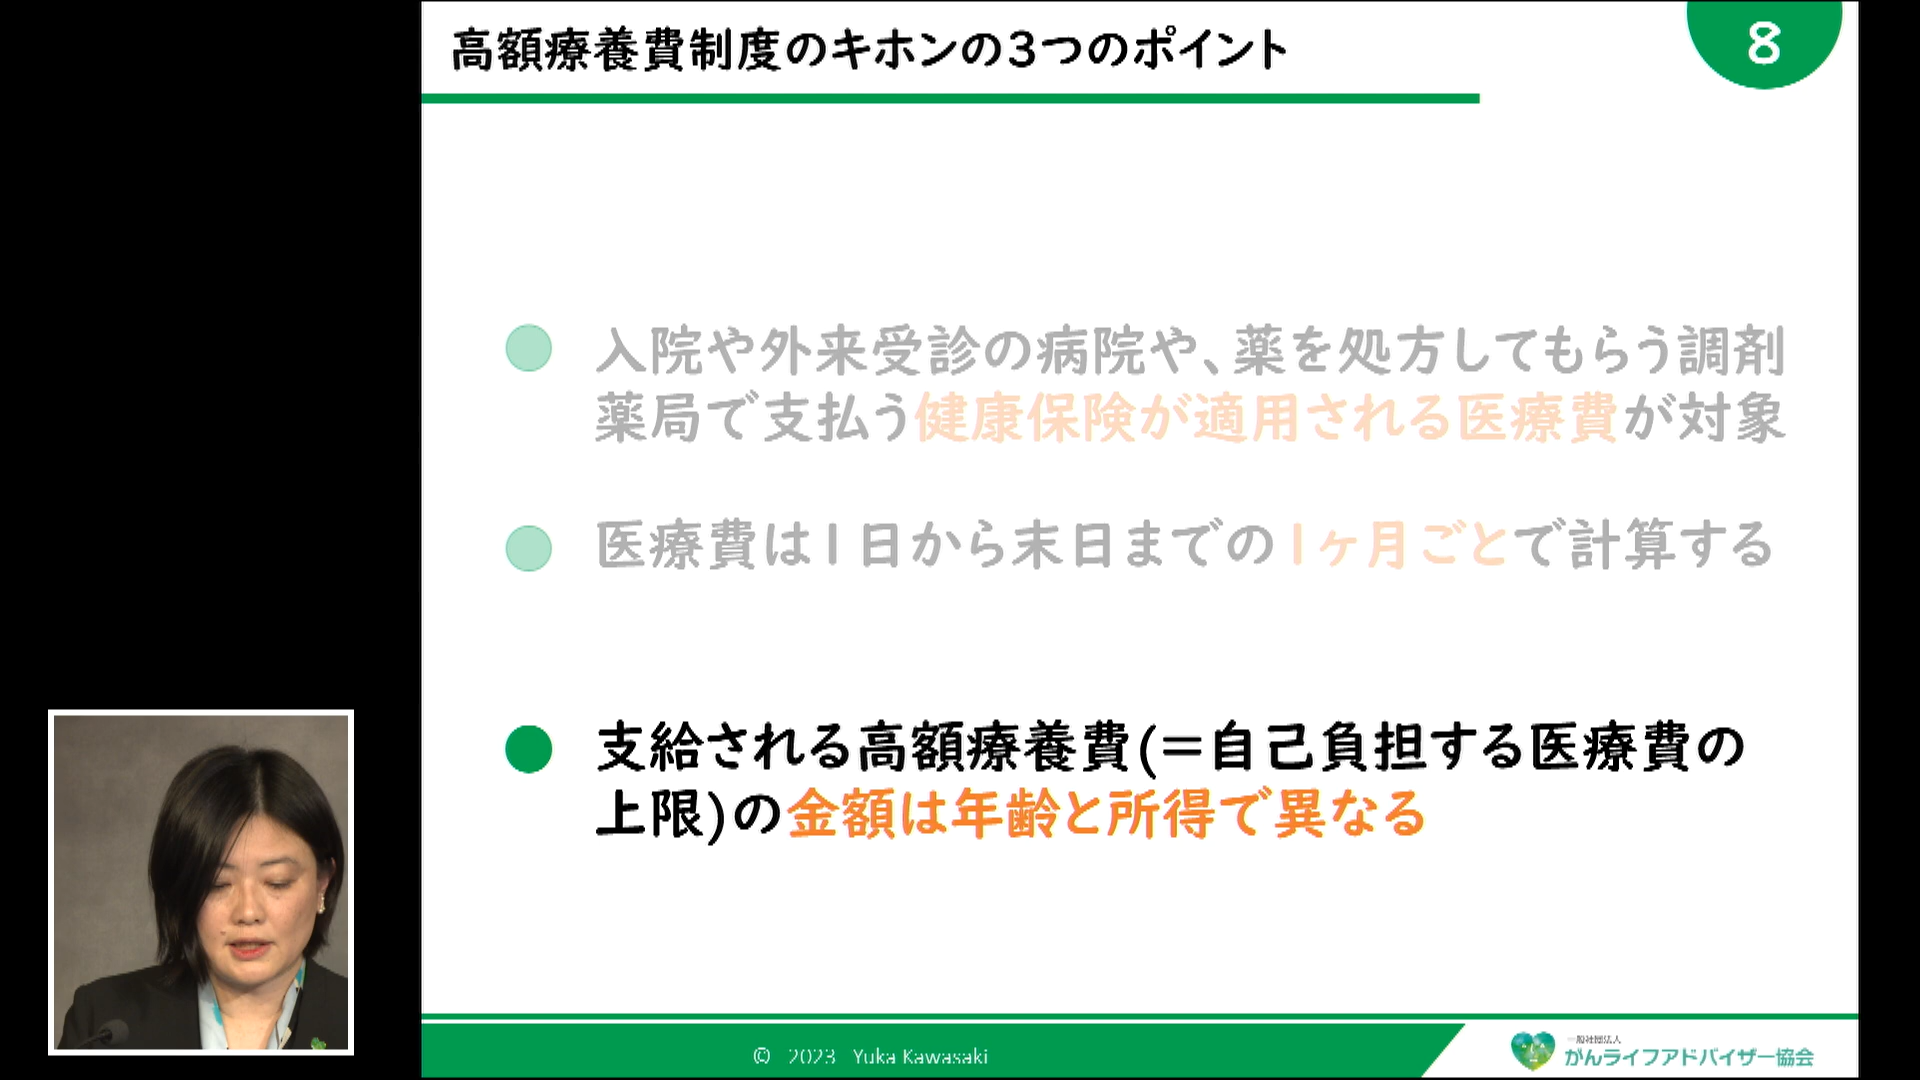 高額療養費制度のキホンの3つのポイント
8
入院や外来受診の病院や、薬を処方してもらう調剤
薬局で支払う健康保険が適用される医療費が対象
医療費は1日から末日までの1ヶ月ごとで計算する
支給される高額療養費(=自己負担する医療費の
上限)の金額は年齢と所得で異なる
© 2023 Yuka Kawasaki
一般社団法人
がんライフアドバイザー協会